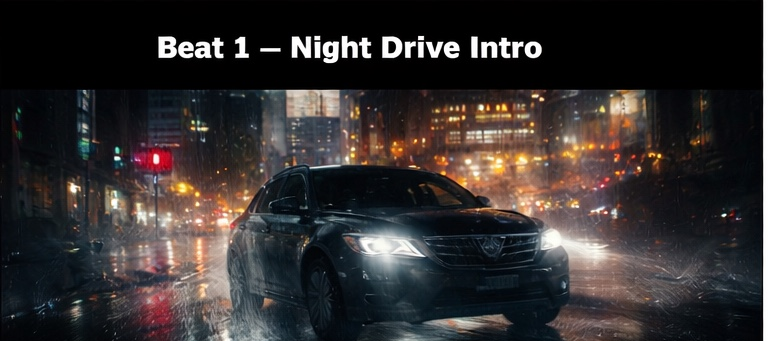 Beat 1 — Night Drive Intro